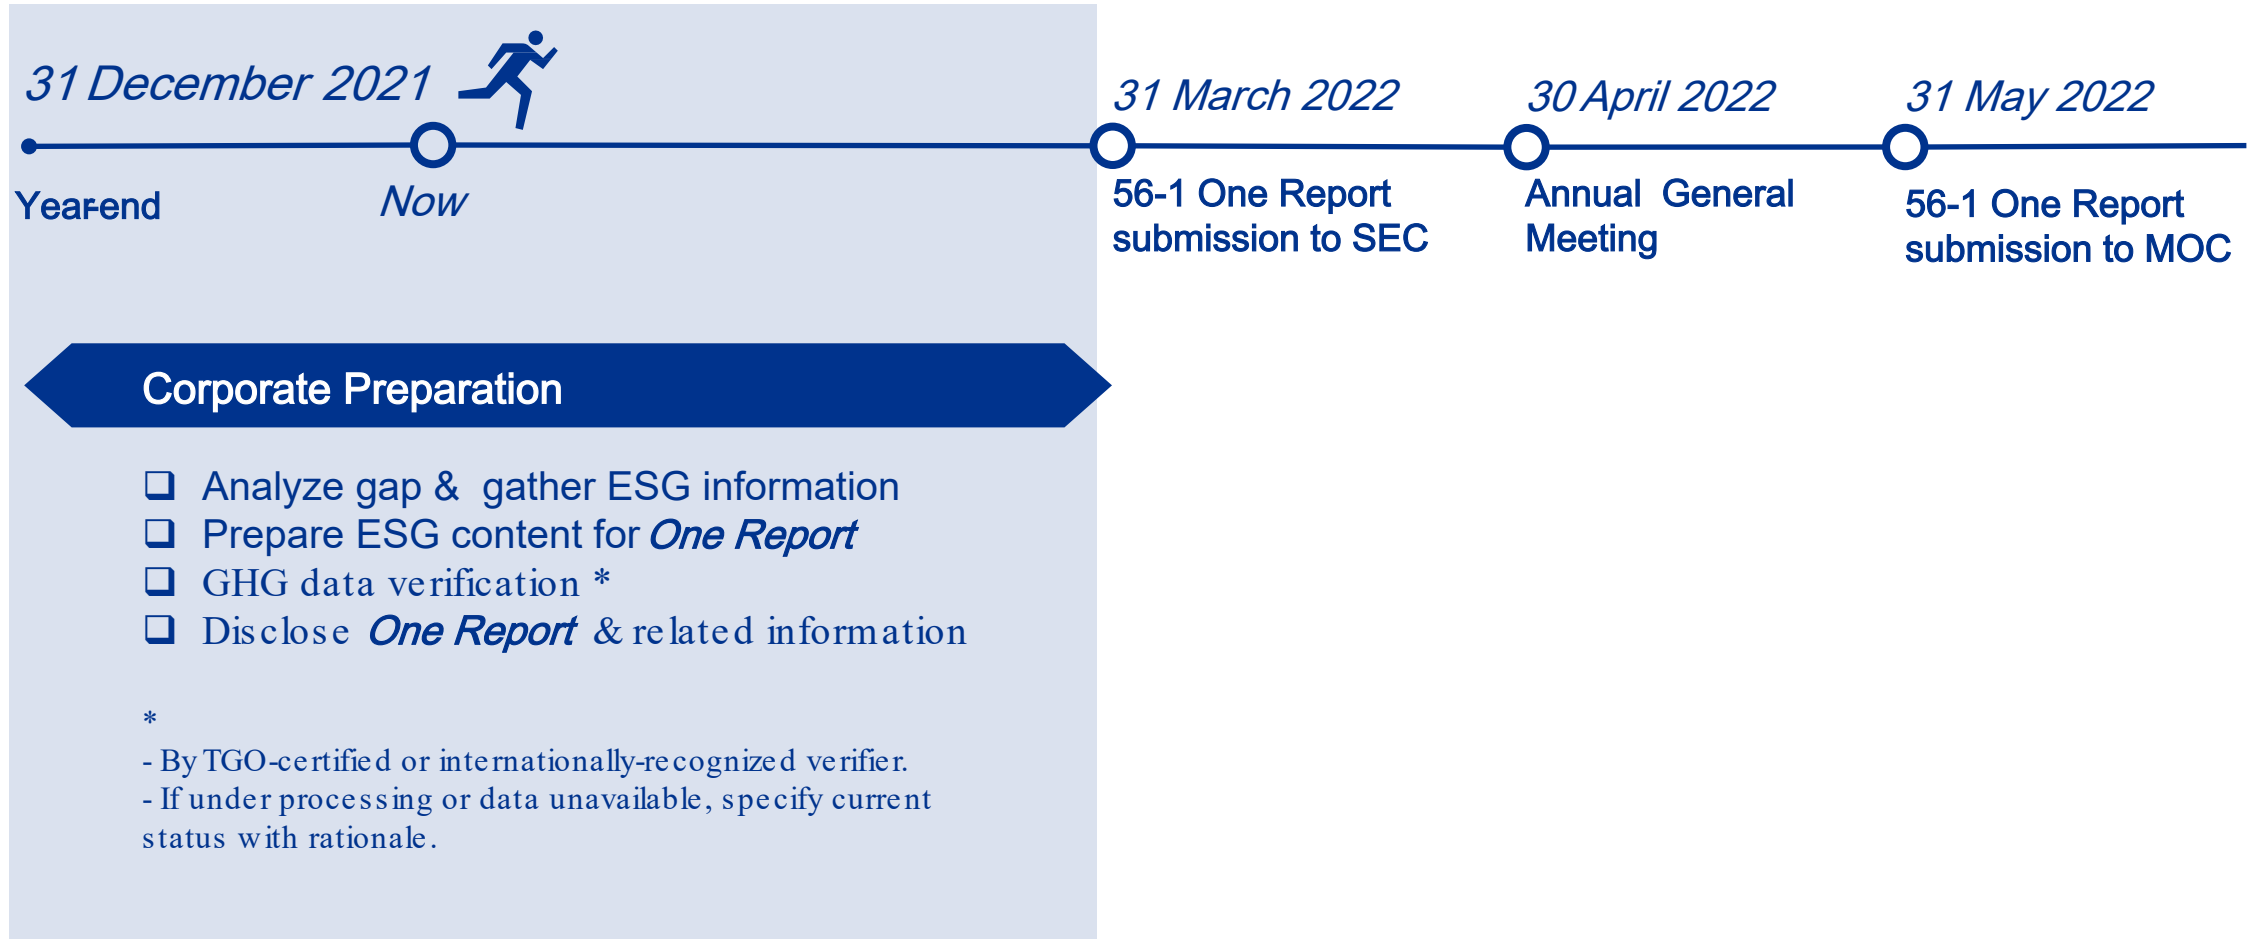 31 December 2021
31 March 2022
30 April 2022
31 May 2022
Year-end
Now
56-1 One Report
submission to SEC
Annual General
Meeting
56-1 One Report
submission to MOC
Corporate Preparation
❑ Analyze gap & gather ESG information
❑ Prepare ESG content for One Report
❑ GHG data verification *
❑ Disclose One Report & related information
*
- By TGO-certified or internationally-recognized verifier.
- If under processing or data unavailable, specify current
status with rationale.